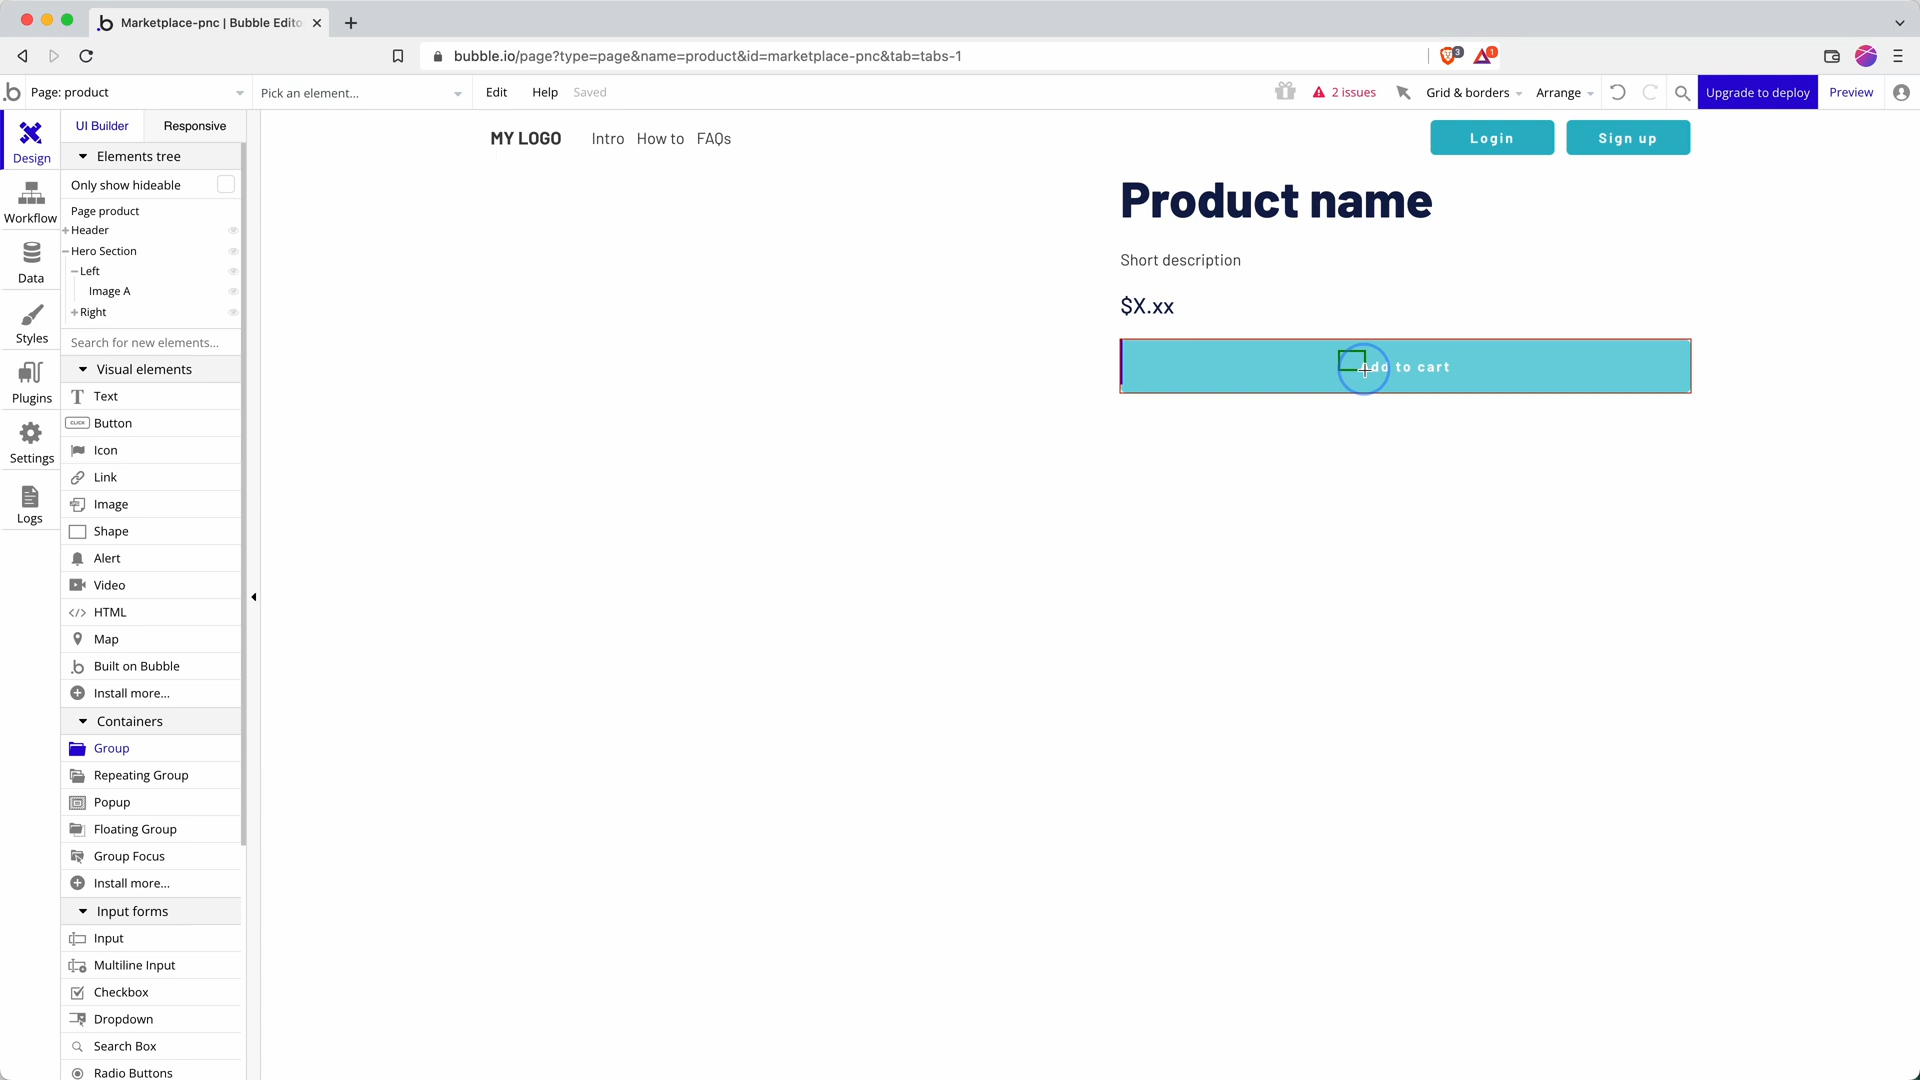 Marketplace-pnc | Bubble Edito
bubble.io/page?type=page&name=product&id=marketplace-pnc&tab=tabs-1
3
1
Page: product
Pick an element...
Edit
Help
Saved
2 issues
Grid & borders
Arrange
Upgrade to deploy
Preview
Design
Workflow
Data
Styles
Plugins
Settings
Logs
UI Builder
Responsive
Elements tree
Only show hideable
Page product
Header
Hero Section
Left
Image A
Right
Search for new elements...
Visual elements
Text
CLICK
Button
Icon
Link
Image
Shape
Alert
Video
HTML
Map
Built on Bubble
Install more...
Containers
Group
Repeating Group
Popup
Floating Group
Group Focus
Install more...
Input forms
Input
Multiline Input
Checkbox
Dropdown
Search Box
Radio Buttons
MY LOGO
Intro
How to
FAQs
Login
Sign up
Product name
Short description
$X.xx
Add to cart